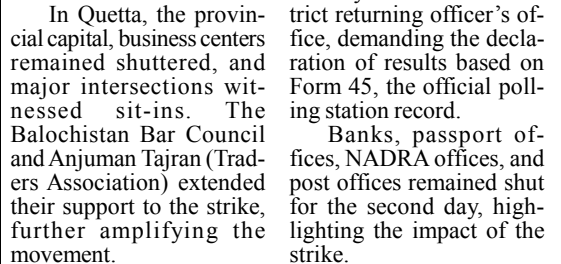 In Quetta, the provin-
cial capital, business centers
remained shuttered, and
major intersections wit-
nessed sit-ins. The
Balochistan Bar Council
and Anjuman Tajran (Trad-
ers Association) extended
their support to the strike,
further amplifying the
movement.
trict returning officer's of-
fice, demanding the decla-
ration of results based on
Form 45, the official poll-
ing station record.
Banks, passport of-
fices, NADRA offices, and
post offices remained shut
for the second day, high-
lighting the impact of the
strike.